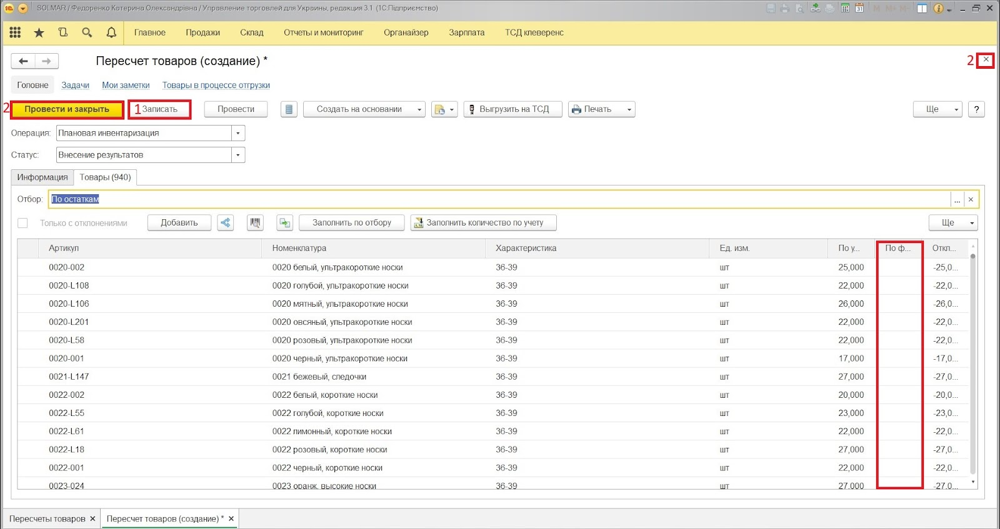 SOLMAR / Федоренко Катерина Олександрівна / Управление торговлей для Украины, редакция 3.1 (1С:Підприємство)
Главное Продажи Склад Отчеты и мониторинг Органайзер Зарплата ТСД клеверенс
Пересчет товаров (создание) * 2
Головне Задачи Мои заметки Товары в процессе отгрузки
2 Провести и закрыть 1 Записать Провести Создать на основании Выгрузить на ТСД Печать Ще ?
Операция: Плановая инвентаризация
Статус: Внесение результатов
Информация Товары (940)
Отбор: По остаткам ...
Только с отклонениями Добавить Заполнить по отбору Заполнить количество по учету Ще
Артикул Номенклатура Характеристика Ед. изм. По у... По ф... Откл...
0020-002 0020 белый, ультракороткие носки 36-39 шт 25,000 -25,0...
0020-L108 0020 голубой, ультракороткие носки 36-39 шт 22,000 -22,0...
0020-L106 0020 мятный, ультракороткие носки 36-39 шт 26,000 -26,0...
0020-L201 0020 овсяный, ультракороткие носки 36-39 шт 22,000 -22,0...
0020-L58 0020 розовый, ультракороткие носки 36-39 шт 22,000 -22,0...
0020-001 0020 черный, ультракороткие носки 36-39 шт 17,000 -17,0...
0021-L147 0021 бежевый, следочки 36-39 шт 27,000 -27,0...
0022-002 0022 белый, короткие носки 36-39 шт 20,000 -20,0...
0022-L55 0022 голубой, короткие носки 36-39 шт 23,000 -23,0...
0022-L61 0022 лимонный, короткие носки 36-39 шт 22,000 -22,0...
0022-L18 0022 розовый, короткие носки 36-39 шт 27,000 -27,0...
0022-001 0022 черный, короткие носки 36-39 шт 22,000 -22,0...
0023-024 0023 оранж, высокие носки 36-39 шт 27,000 -27,0...
Пересчеты товаров Пересчет товаров (создание) *